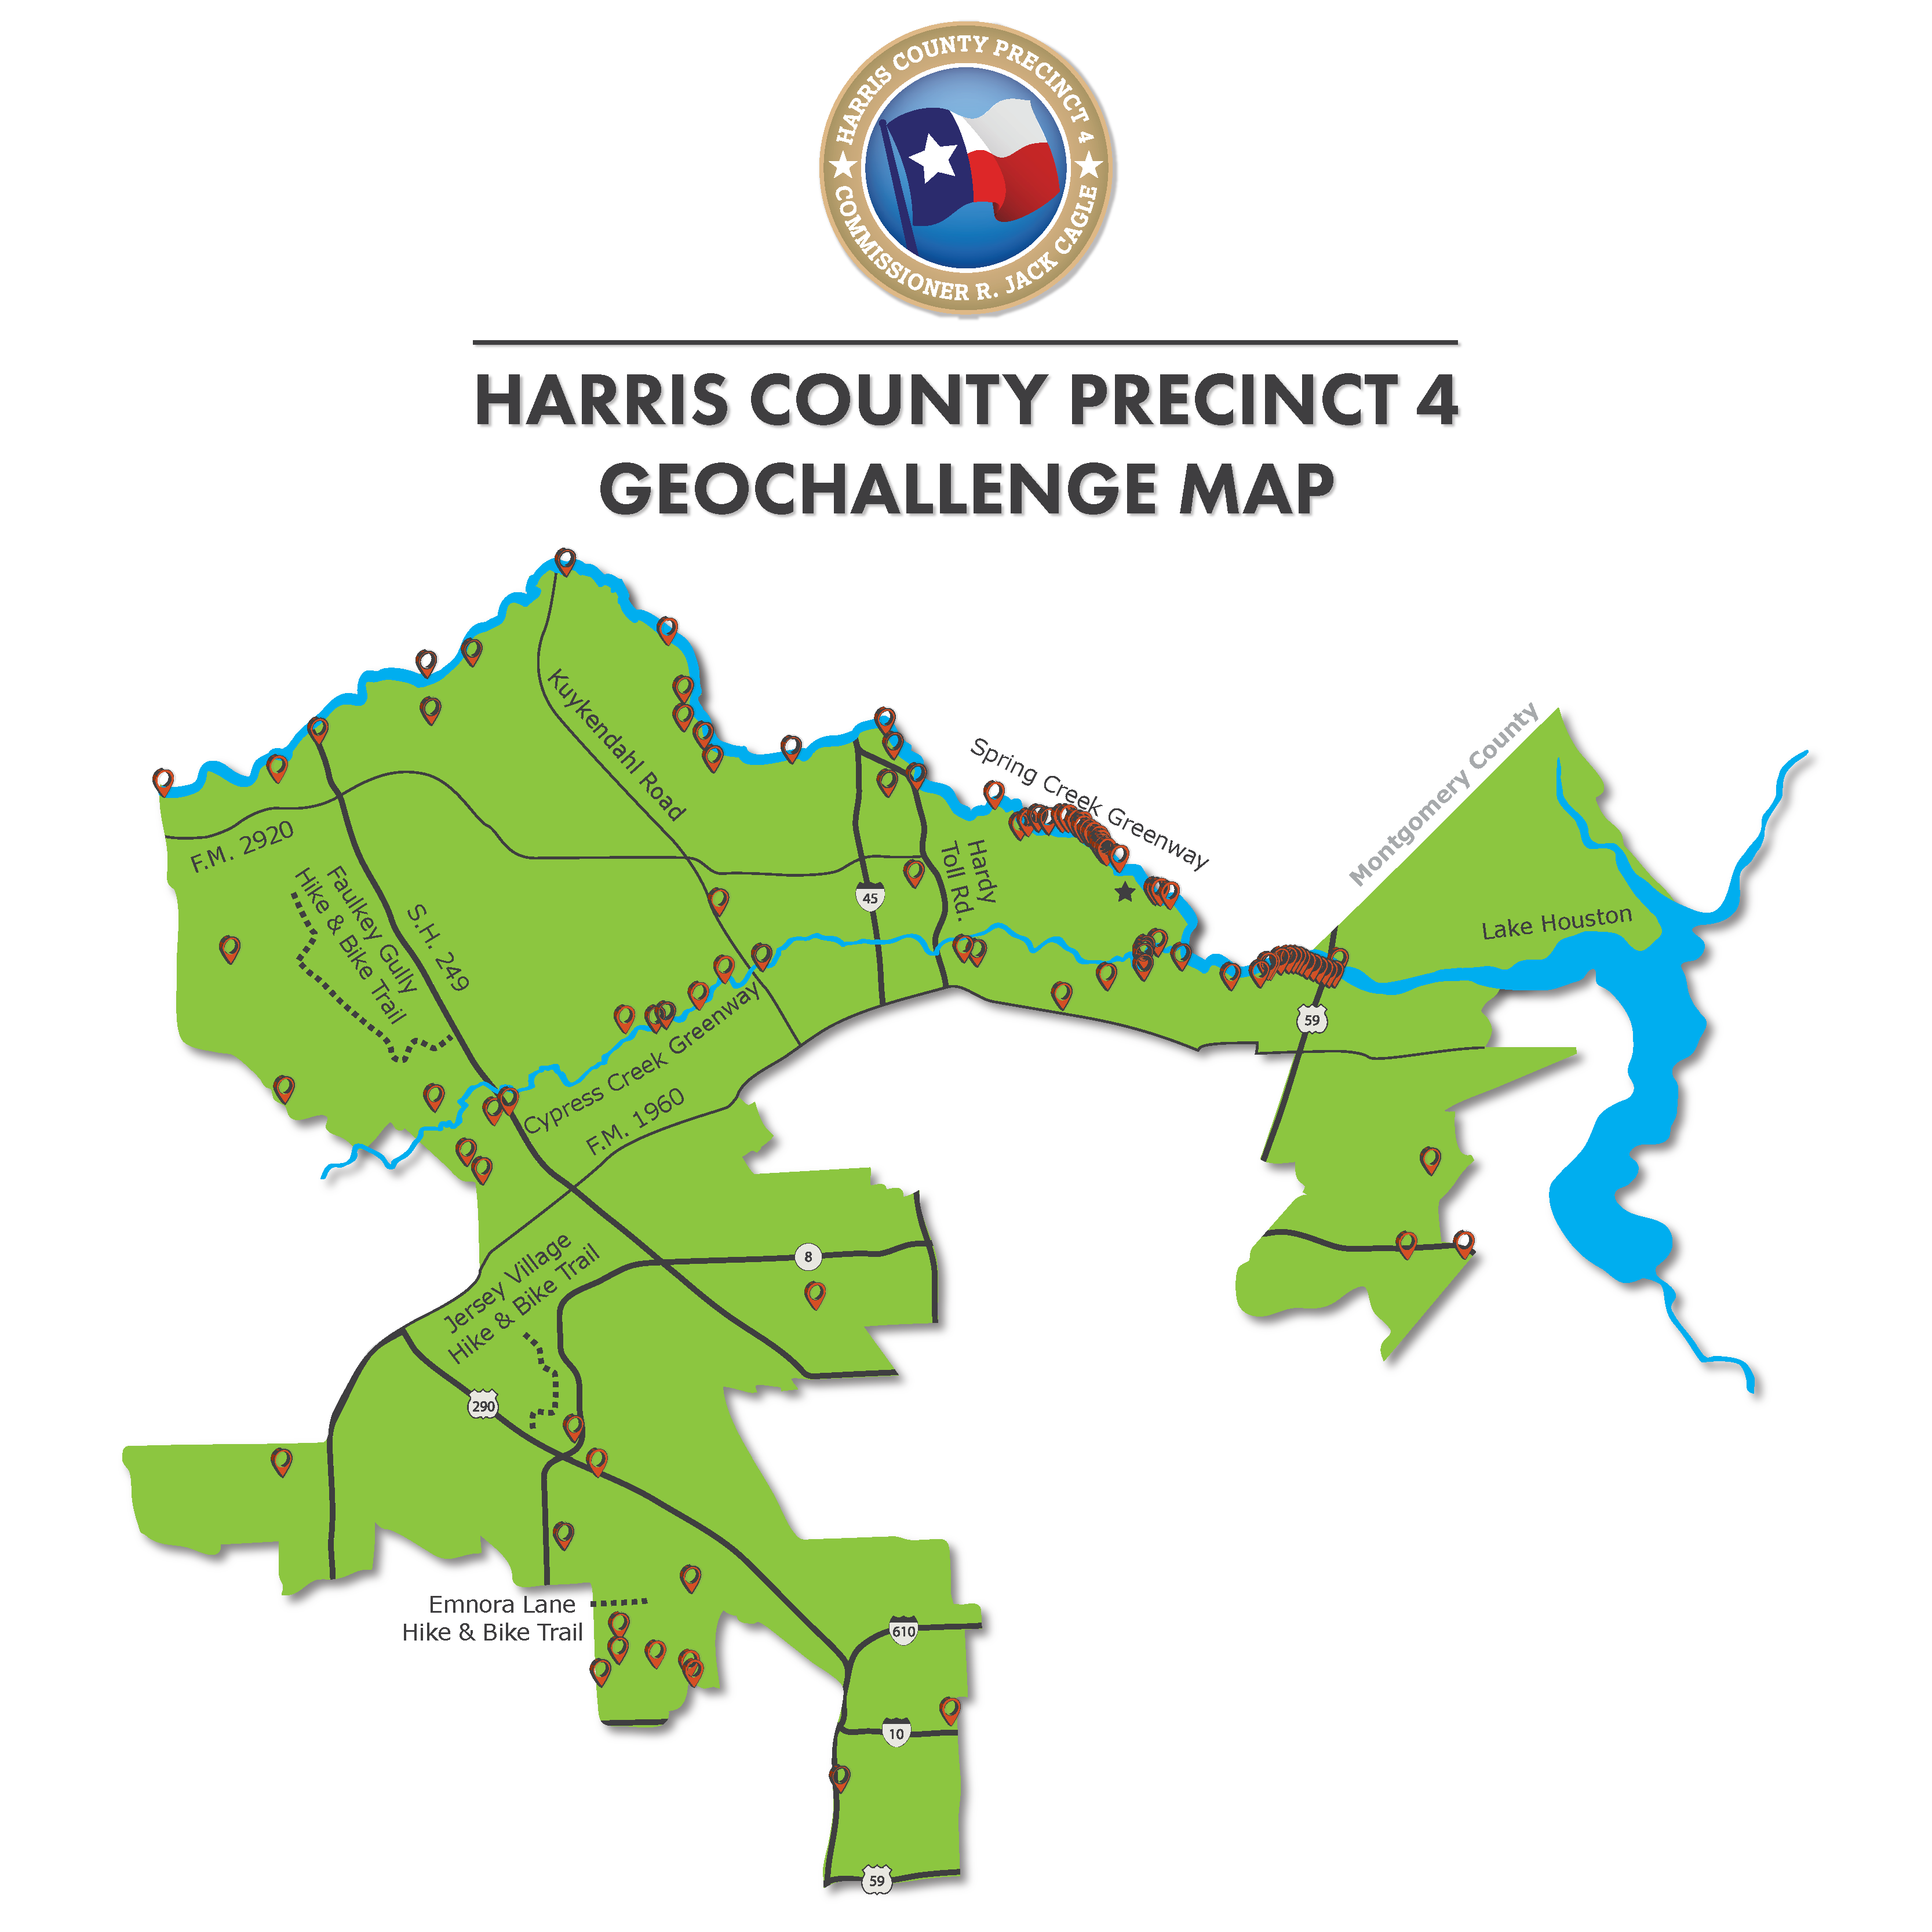 HARRIS COUNTY PRECINCT 4
COMMISSIONER R. JACK CAGLE
HARRIS COUNTY PRECINCT 4
GEOCHALLENGE MAP
Kuykendahl Road
Spring Creek Greenway
Montgomery County
F.M. 2920
Hardy
Toll Rd.
Faulkey Gully
Hike & Bike Trail
S.H. 249
45
Lake Houston
59
Cypress Creek Greenway
F.M. 1960
Jersey Village
Hike & Bike Trail
8
290
Emnora Lane
Hike & Bike Trail
610
10
59